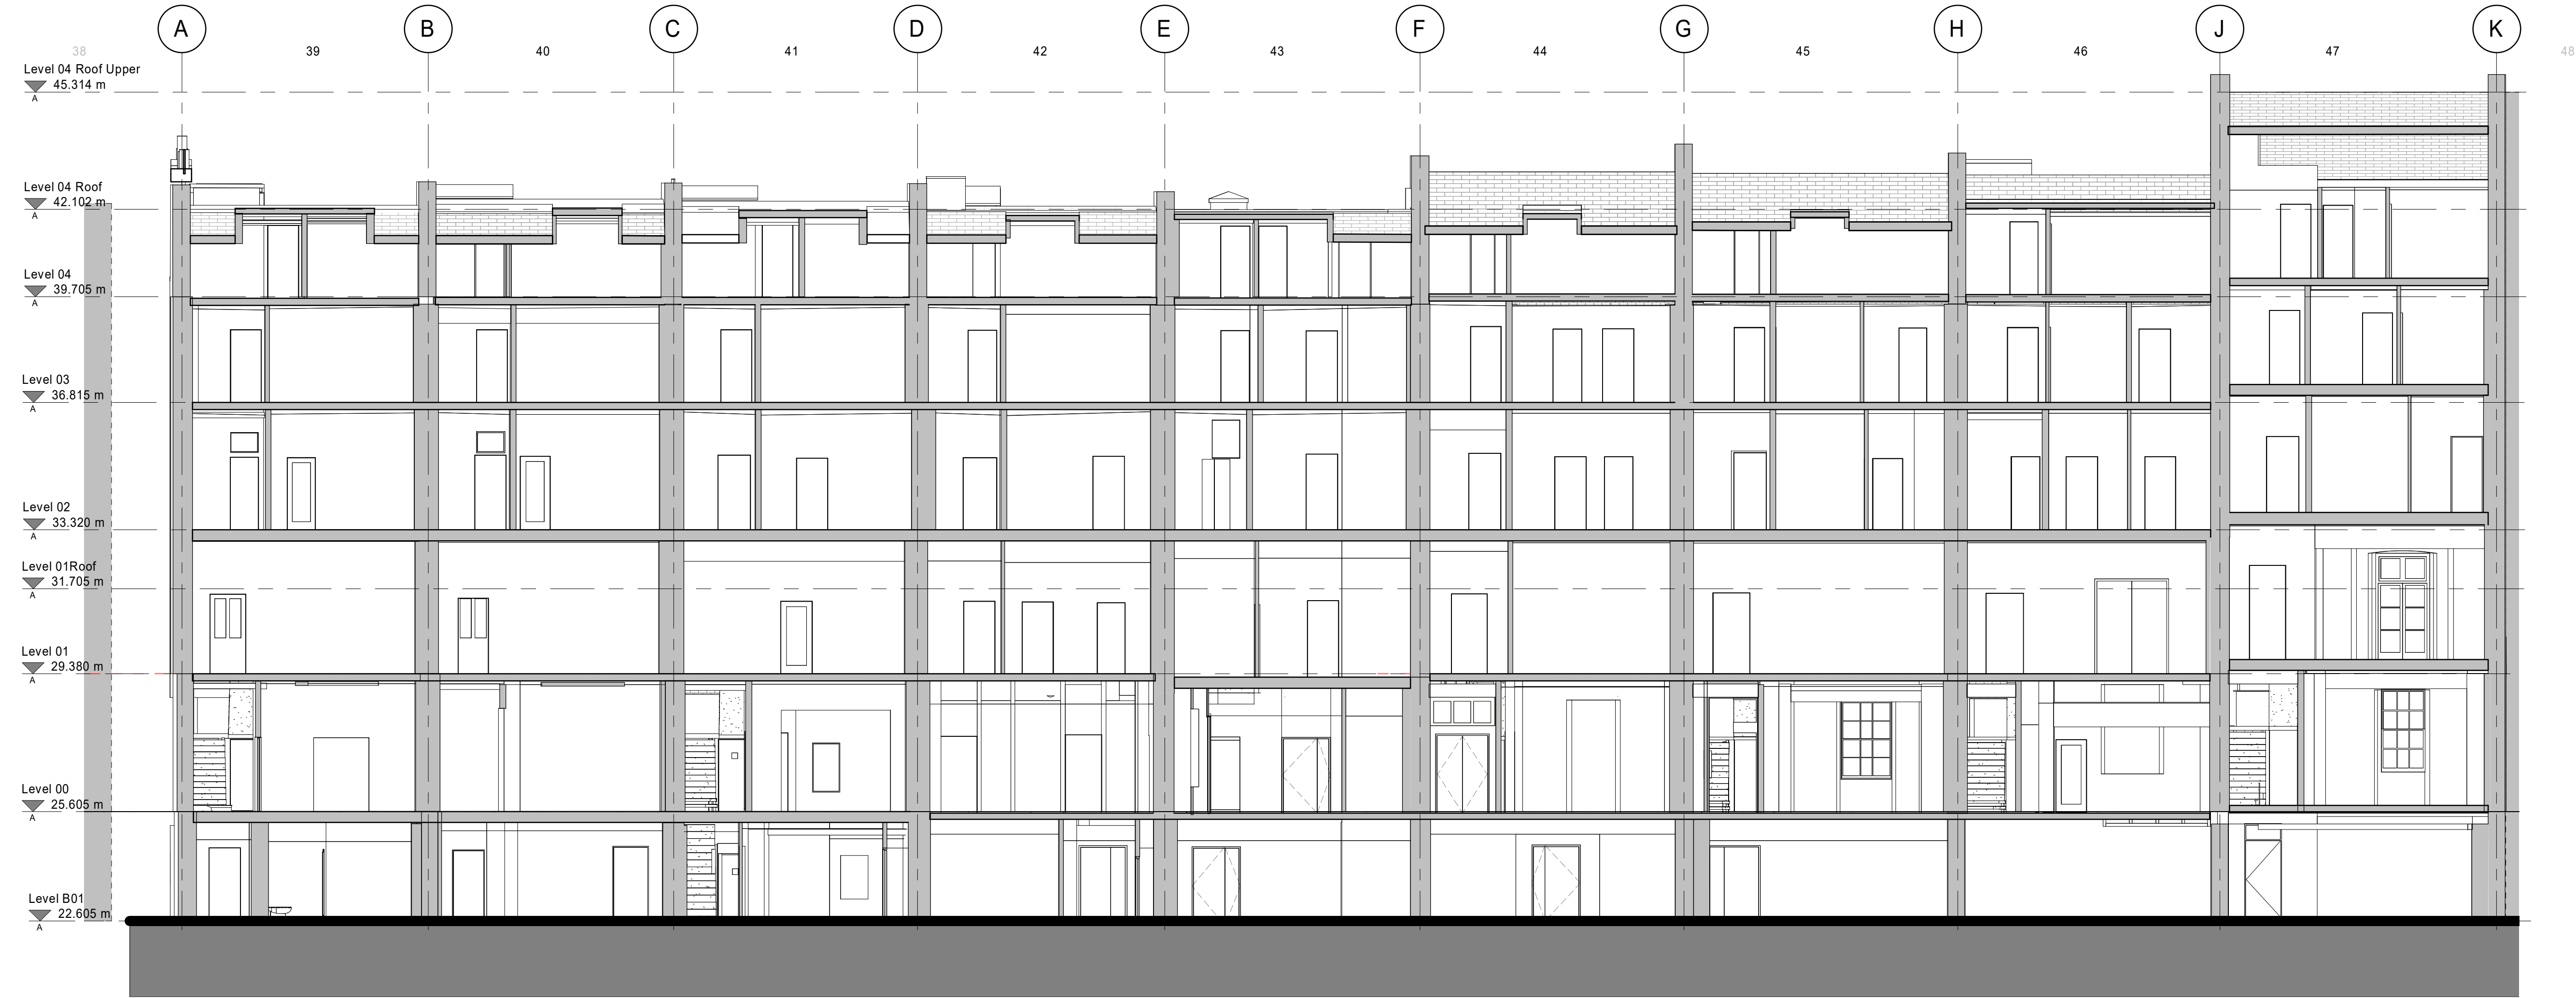 A B C D E F G H J K
38 39 40 41 42 43 44 45 46 47 48
Level 04 Roof Upper
45.314 m
A
Level 04 Roof
42.102 m
A
Level 04
39.705 m
A
Level 03
36.815 m
A
Level 02
33.320 m
A
Level 01Roof
31.705 m
A
Level 01
29.380 m
A
Level 00
25.605 m
A
Level B01
22.605 m
A